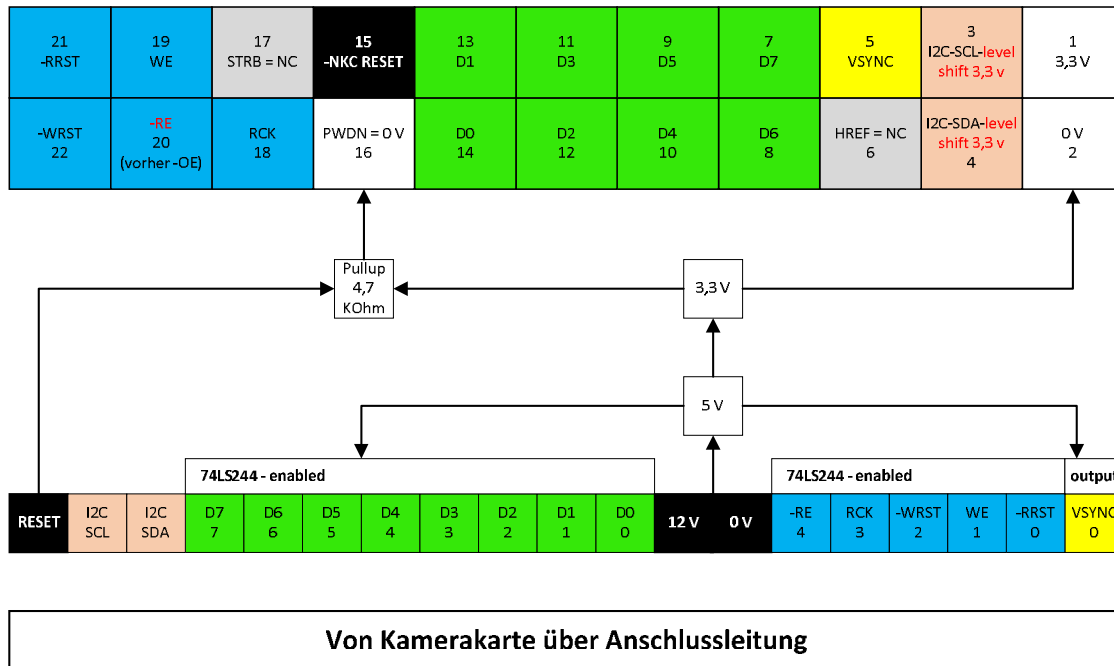 21
-RRST
19
WE
17
STRB = NC
15
-NKC RESET
13
D1
11
D3
9
D5
7
D7
5
VSYNC
3
I2C-SCL-level
shift 3,3 v
1
3,3 V
-WRST
22
-RE
20
(vorher -OE)
RCK
18
PWDN = 0 V
16
D0
14
D2
12
D4
10
D6
8
HREF = NC
6
I2C-SDA-level
shift 3,3 v
4
0 V
2
Pullup
4,7
KOhm
3,3 V
5 V
74LS244 - enabled
74LS244 - enabled
output
RESET
I2C
SCL
I2C
SDA
D7
7
D6
6
D5
5
D4
4
D3
3
D2
2
D1
1
D0
0
12 V
0 V
-RE
4
RCK
3
-WRST
2
WE
1
-RRST
0
VSYNC
0
Von Kamerakarte über Anschlussleitung